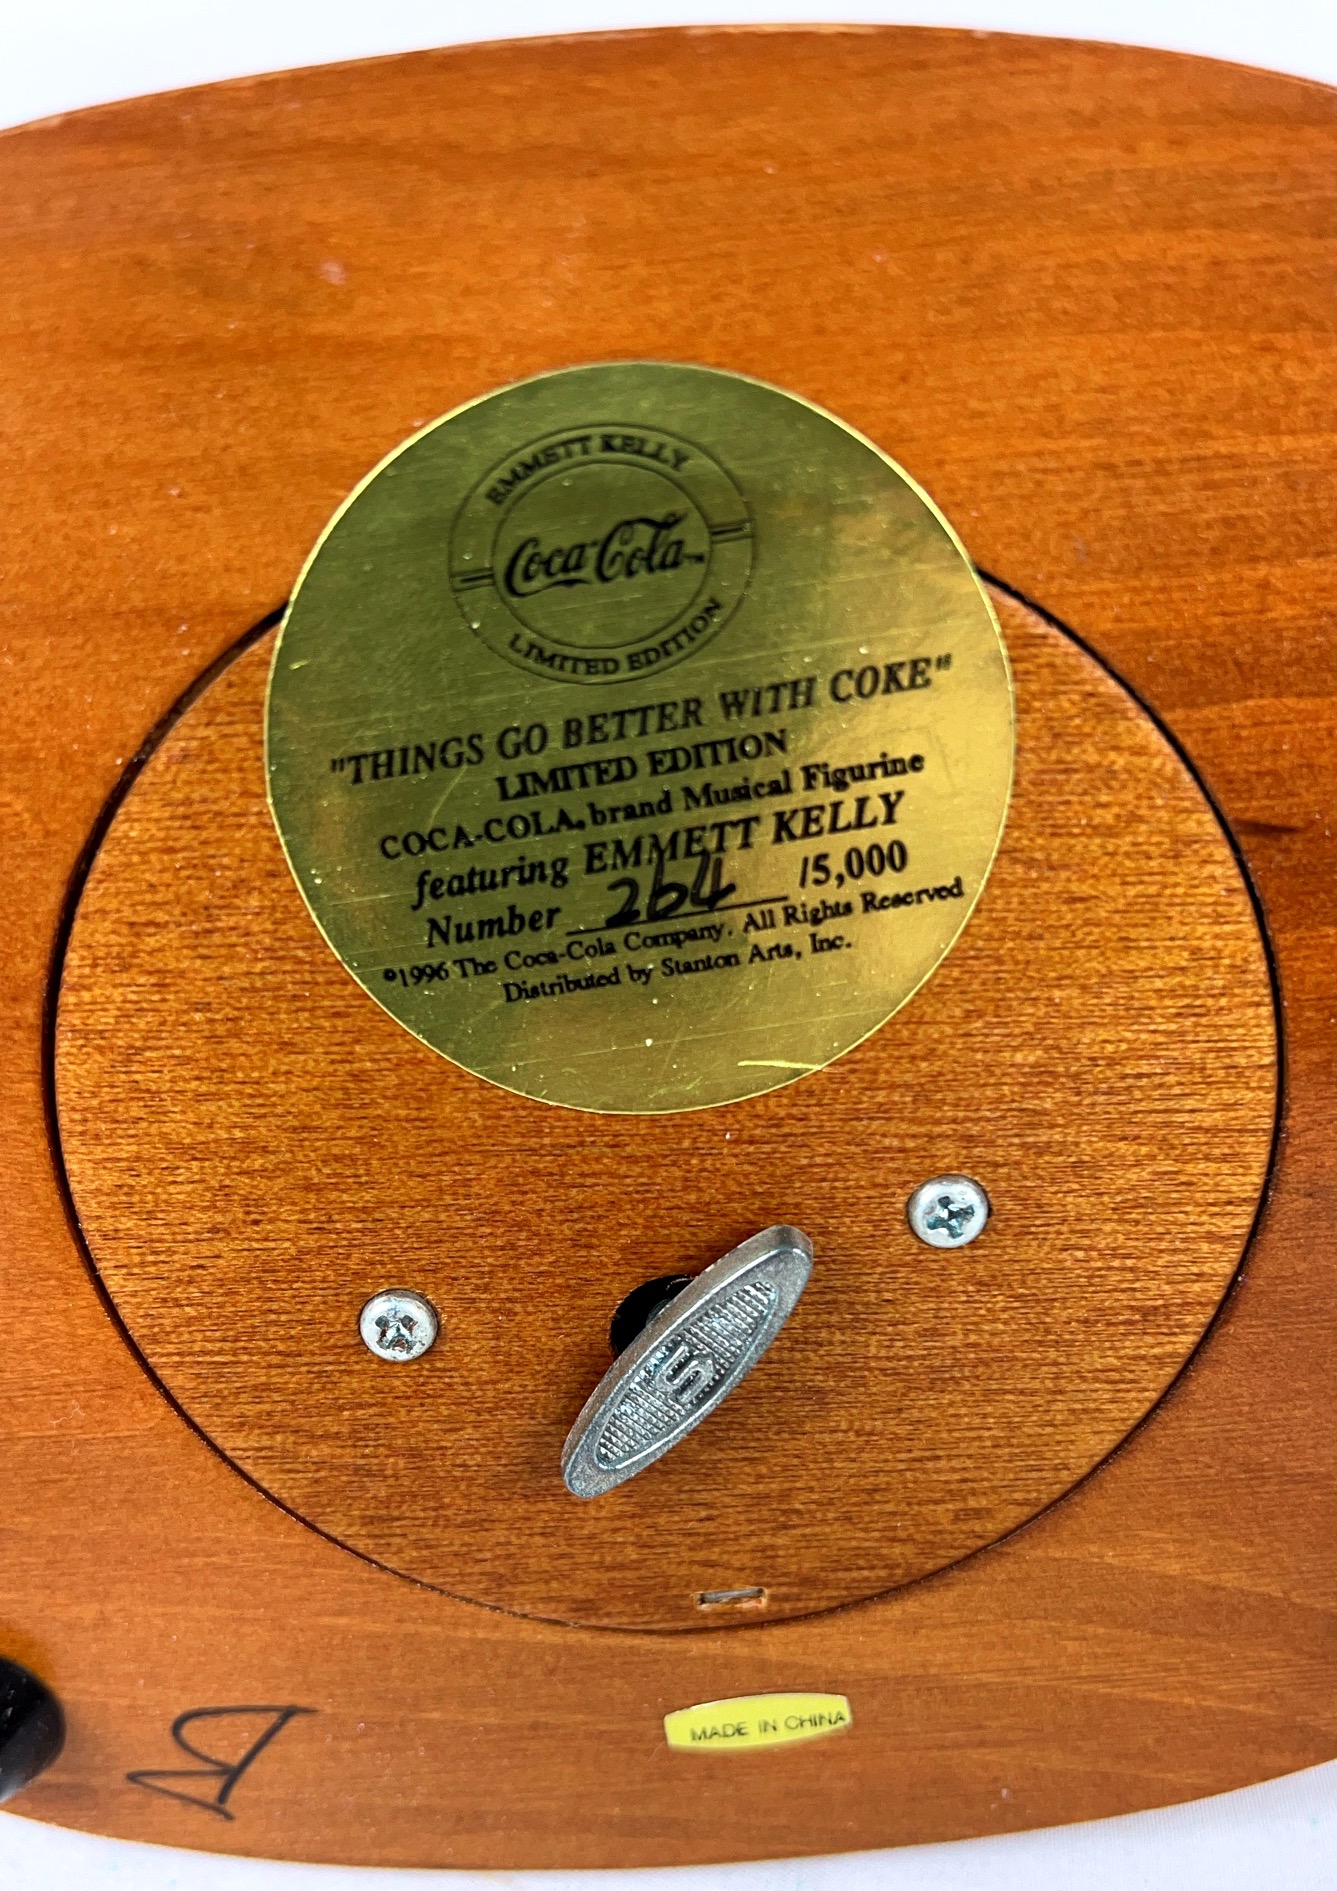 EMMETT KELLY
Coca-Cola™
LIMITED EDITION
"THINGS GO BETTER WITH COKE"
LIMITED EDITION
COCA-COLA® brand Musical Figurine
featuring EMMETT KELLY
Number 264 /5,000
©1996 The Coca-Cola Company, All Rights Reserved
Distributed by Stanton Arts, Inc.
S
MADE IN CHINA